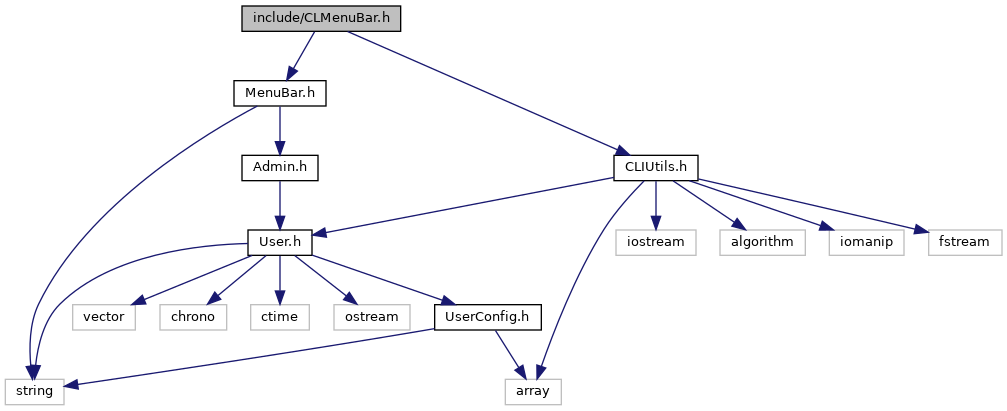 include/CLMenuBar.h
MenuBar.h
Admin.h
CLIUtils.h
User.h
iostream
algorithm
iomanip
fstream
vector
chrono
ctime
ostream
UserConfig.h
string
array